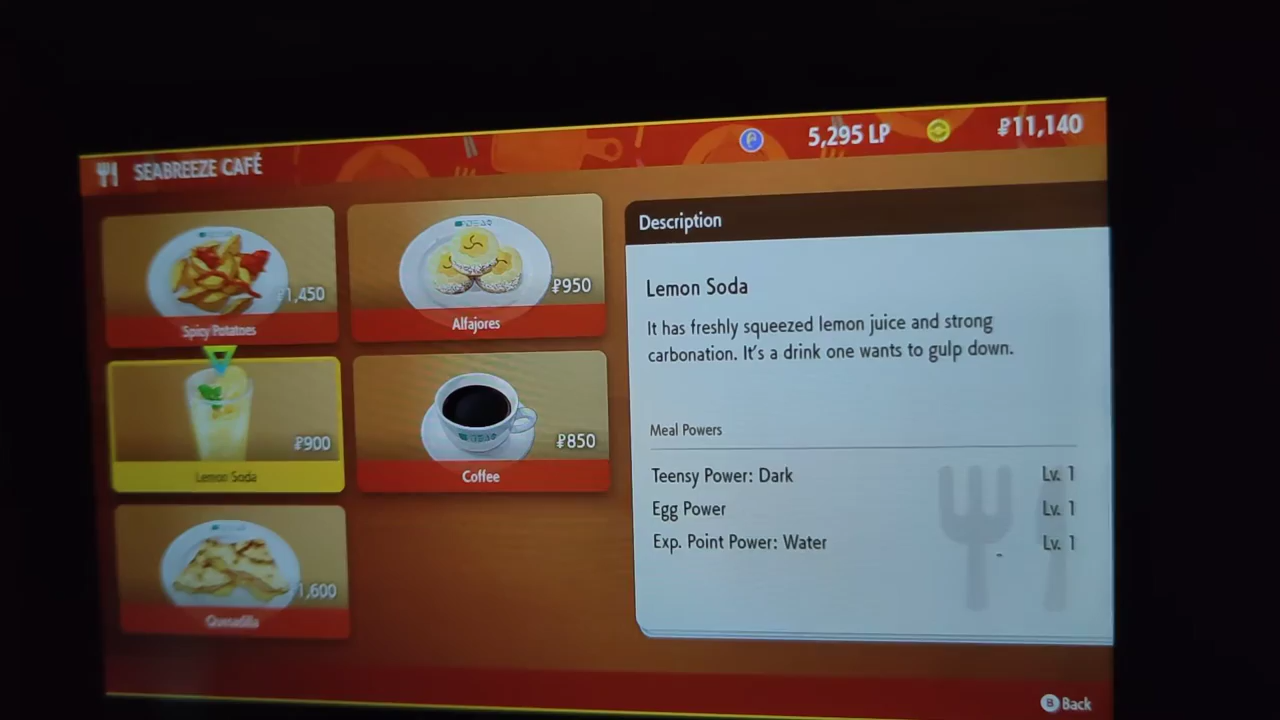 SEABREEZE CAFÉ
5,295 LP
₽11,140
₽1,450
Spicy Potatoes
₽950
Alfajores
₽900
Lemon Soda
₽850
Coffee
₽1,600
Quesadilla
Description
Lemon Soda
It has freshly squeezed lemon juice and strong
carbonation. It's a drink one wants to gulp down.
Meal Powers
Teensy Power: Dark Lv. 1
Egg Power Lv. 1
Exp. Point Power: Water Lv. 1
B Back